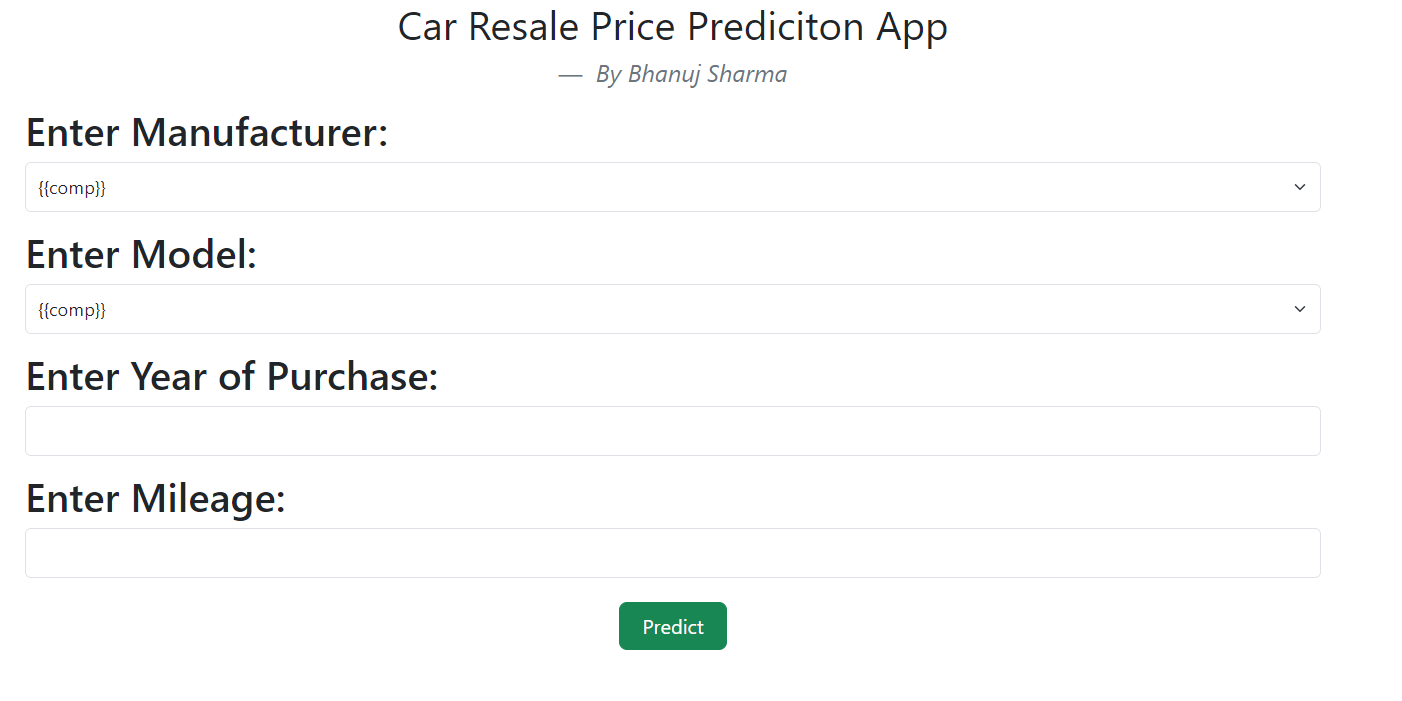 Car Resale Price Prediciton App
— By Bhanuj Sharma
Enter Manufacturer:
{{comp}}
Enter Model:
{{comp}}
Enter Year of Purchase:
Enter Mileage:
Predict